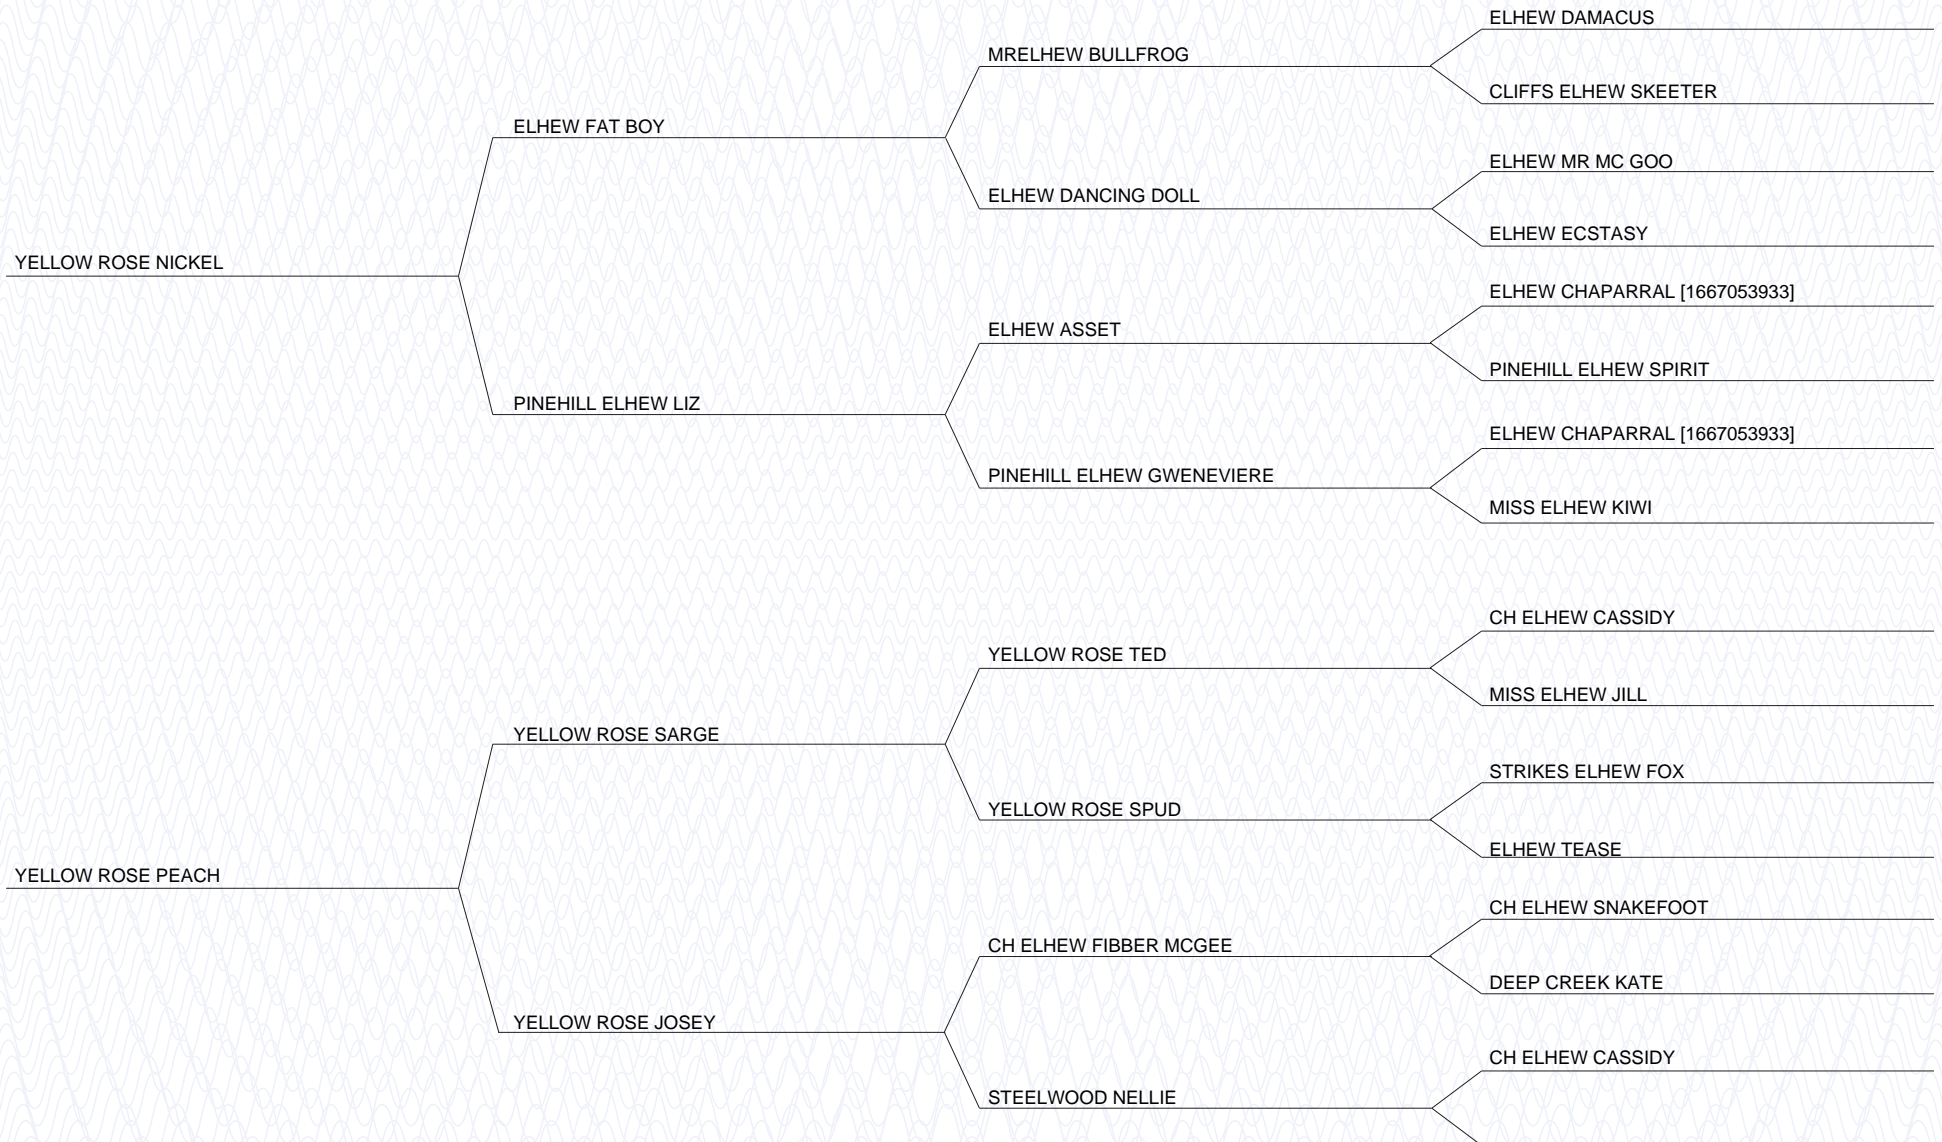 ELHEW DAMACUS
MRELHEW BULLFROG
CLIFFS ELHEW SKEETER
ELHEW FAT BOY
ELHEW MR MC GOO
ELHEW DANCING DOLL
ELHEW ECSTASY
YELLOW ROSE NICKEL
ELHEW CHAPARRAL [1667053933]
ELHEW ASSET
PINEHILL ELHEW SPIRIT
PINEHILL ELHEW LIZ
ELHEW CHAPARRAL [1667053933]
PINEHILL ELHEW GWENEVIERE
MISS ELHEW KIWI
CH ELHEW CASSIDY
YELLOW ROSE TED
MISS ELHEW JILL
YELLOW ROSE SARGE
STRIKES ELHEW FOX
YELLOW ROSE SPUD
ELHEW TEASE
YELLOW ROSE PEACH
CH ELHEW SNAKEFOOT
CH ELHEW FIBBER MCGEE
DEEP CREEK KATE
YELLOW ROSE JOSEY
CH ELHEW CASSIDY
STEELWOOD NELLIE